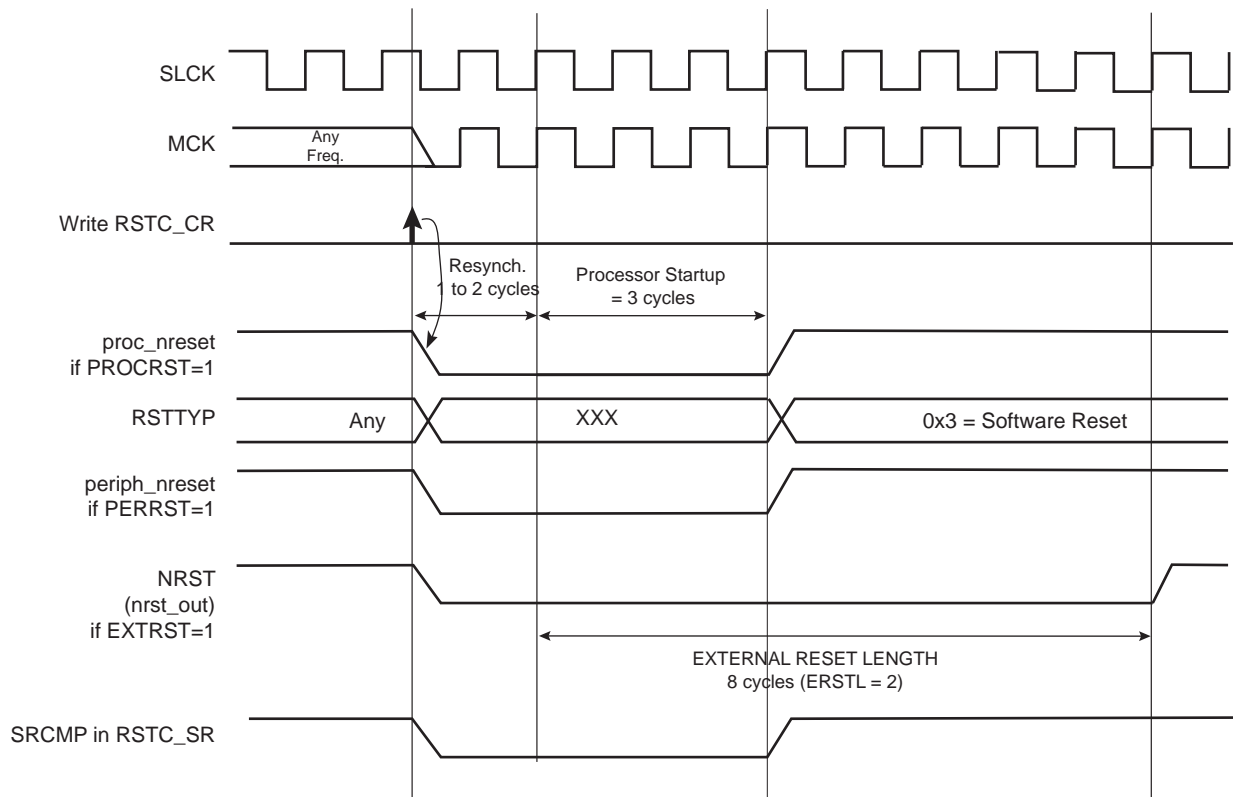 SLCK
MCK
Any
Freq.
Write RSTC_CR
Resynch.
1 to 2 cycles
Processor Startup
= 3 cycles
proc_nreset
if PROCRST=1
RSTTYP
Any
XXX
0x3 = Software Reset
periph_nreset
if PERRST=1
NRST
(nrst_out)
if EXTRST=1
EXTERNAL RESET LENGTH
8 cycles (ERSTL = 2)
SRCMP in RSTC_SR